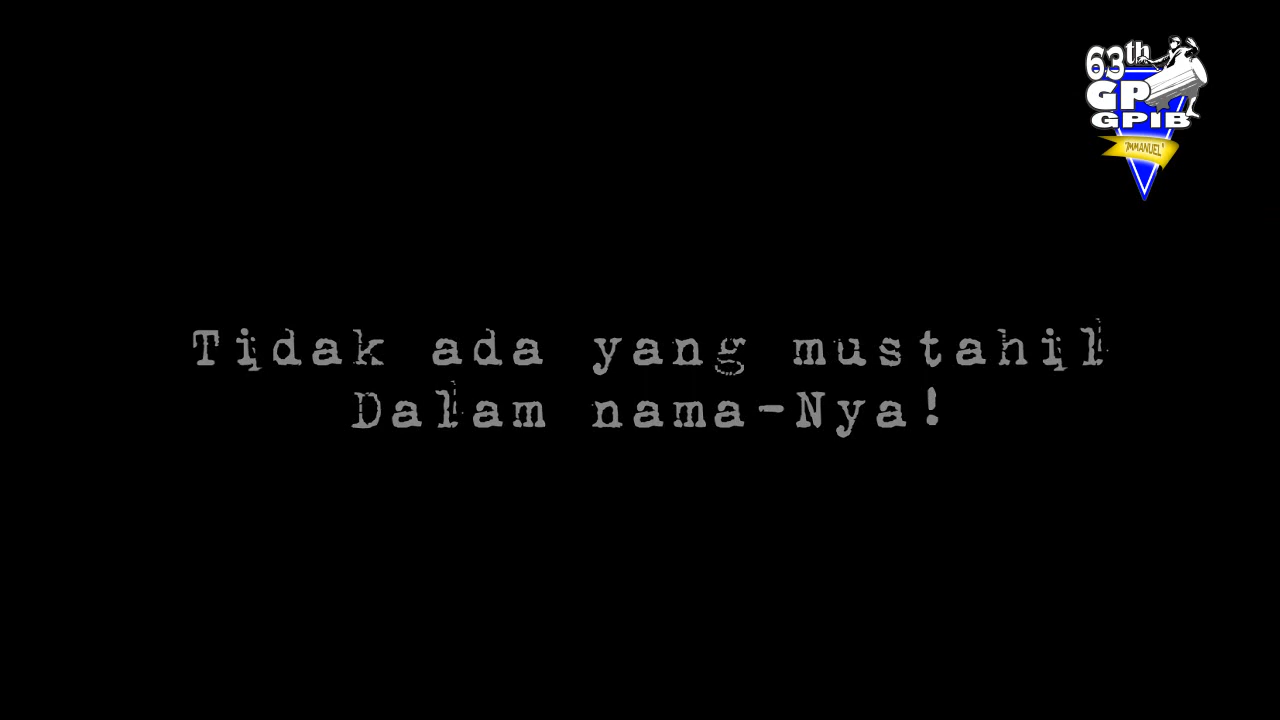 63th
GP
GPIB
"IMMANUEL"
Tidak ada yang mustahil
Dalam nama-Nya!